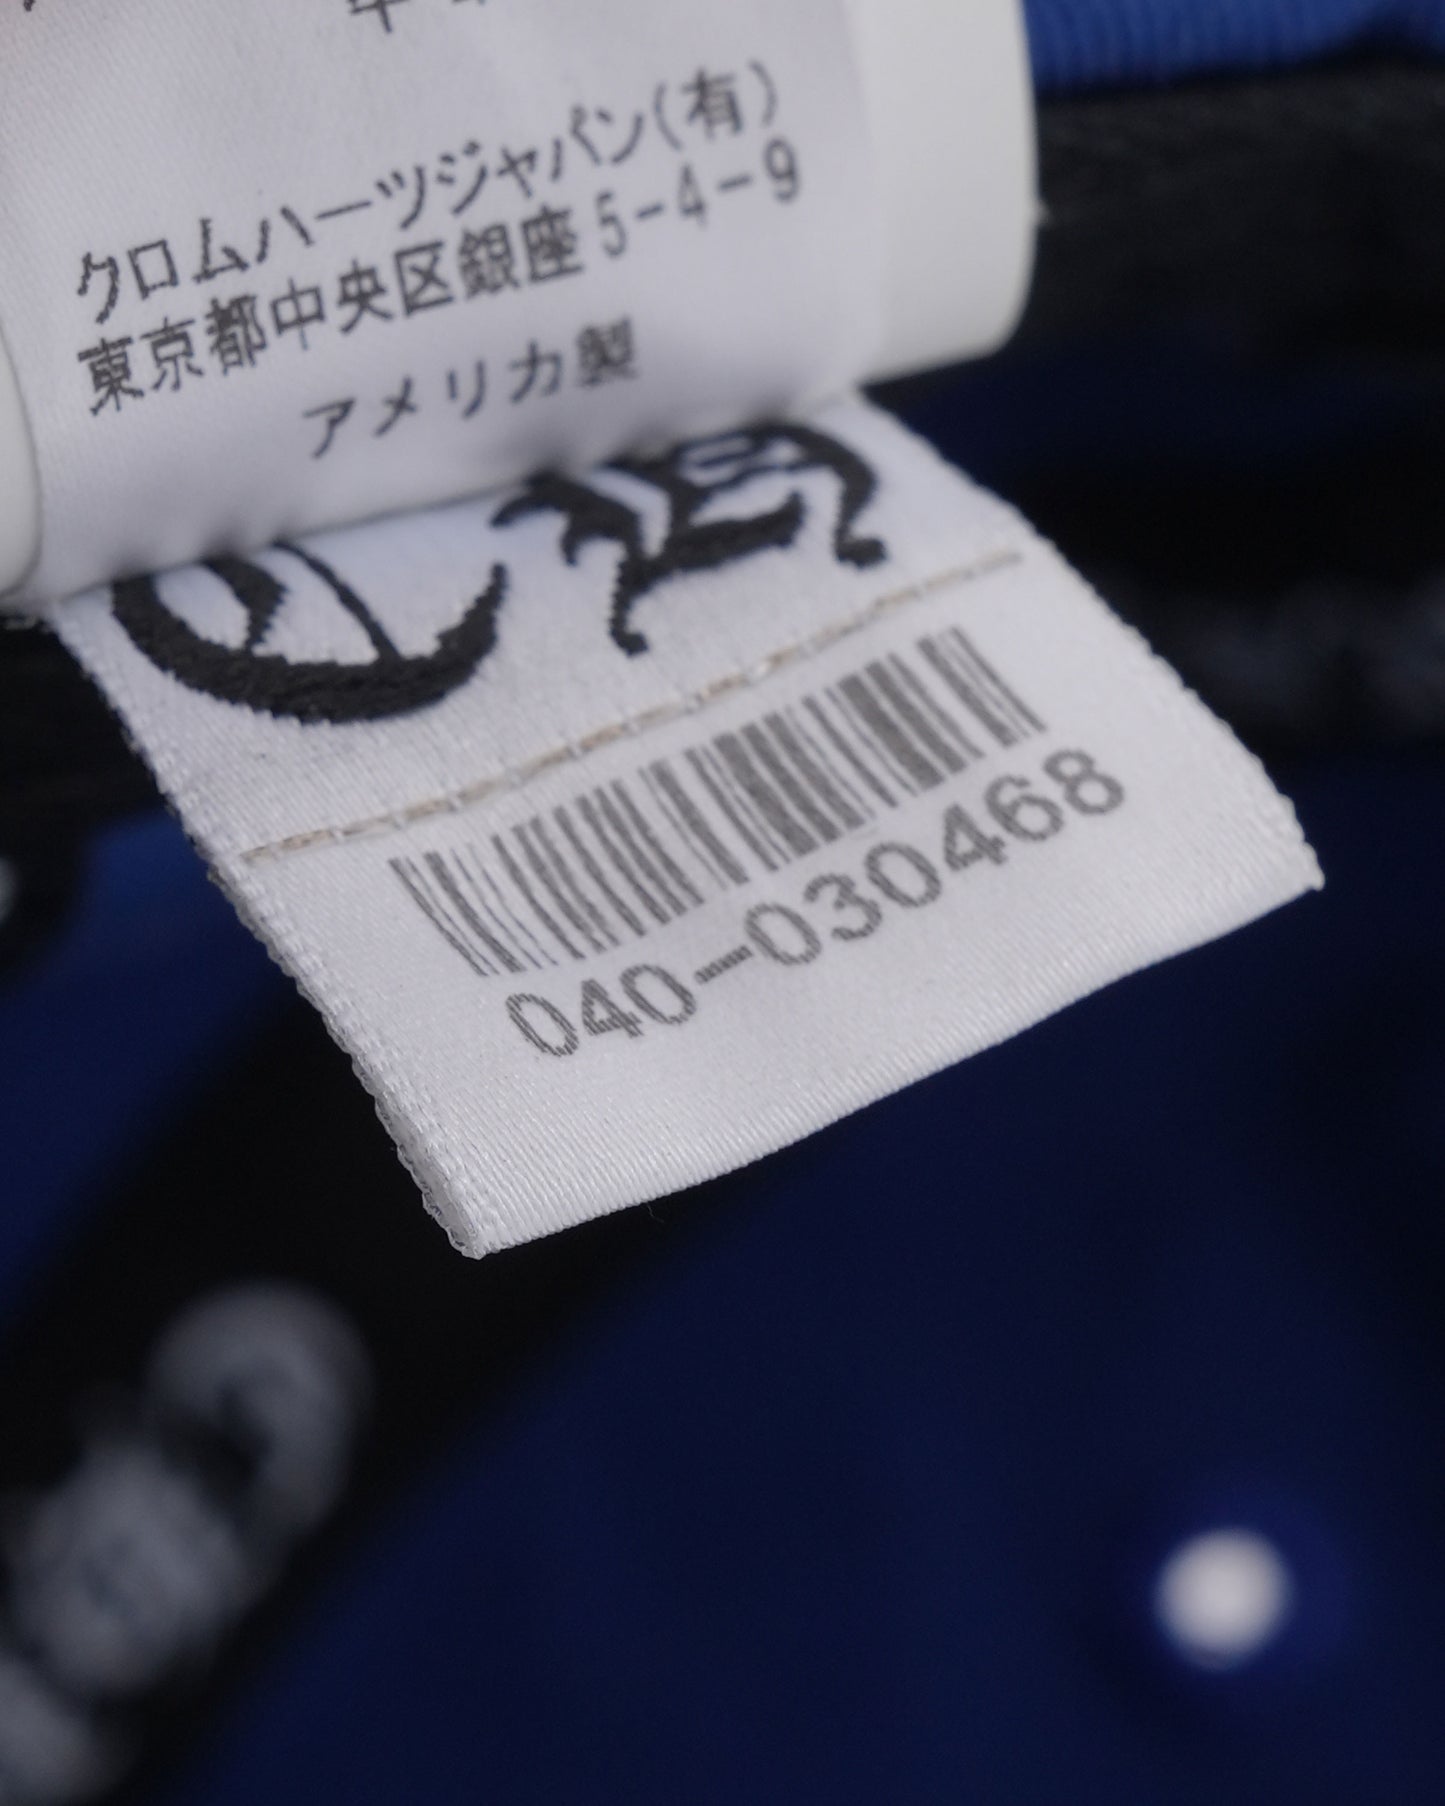 クロムハーツジャパン(有)
東京都中央区銀座5-4-9
アメリカ製
040-030468